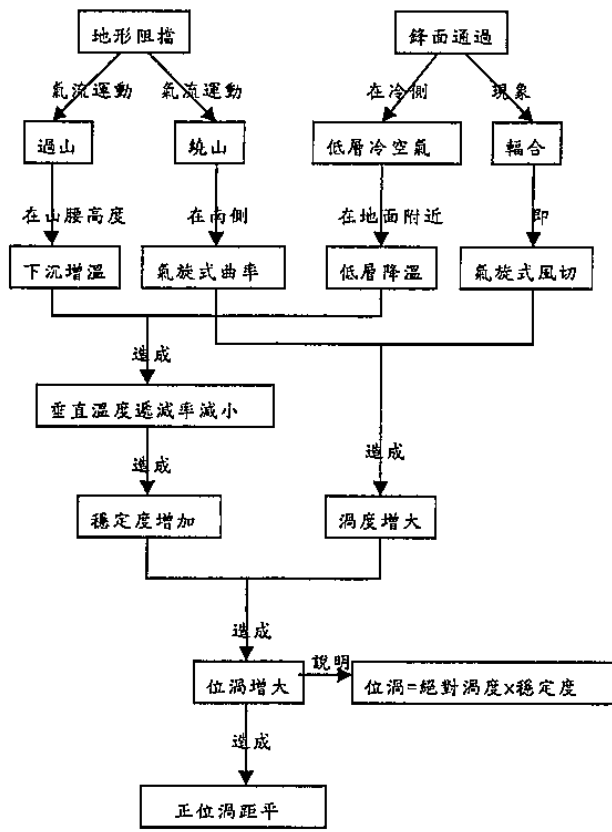 地形阻擋
鋒面通過
氣流運動
氣流運動
在冷側
現象
過山
繞山
低層冷空氣
輻合
在山腰高度
在南側
在地面附近
即
下沉增溫
氣旋式曲率
低層降溫
氣旋式風切
造成
垂直溫度遞減率減小
造成
造成
穩定度增加
渦度增大
造成
說明
位渦增大
位渦=絕對渦度x穩定度
造成
正位渦距平